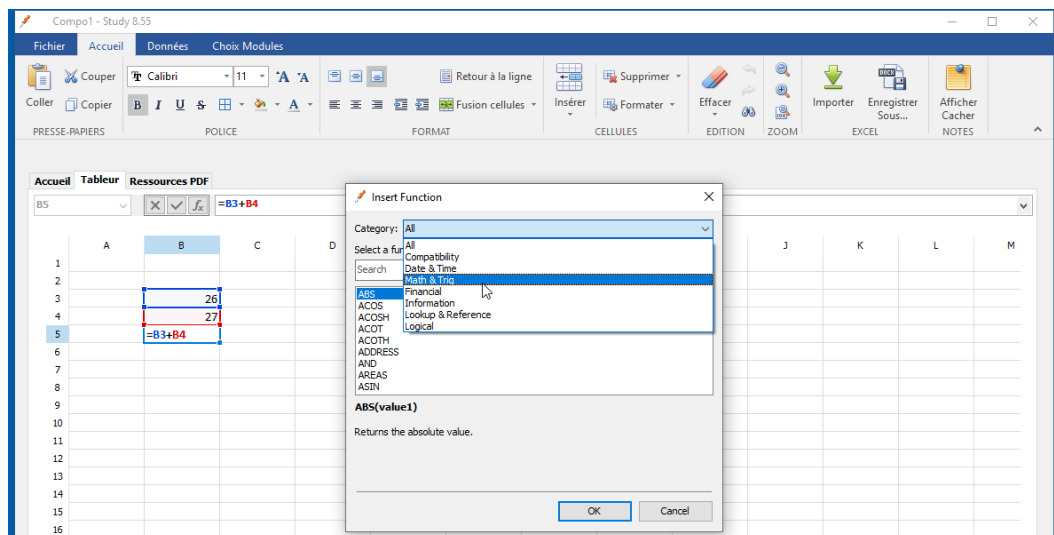 Compo1 - Study 8.55
Fichier Accueil Données Choix Modules
Couper Calibri 11 A A Retour à la ligne Supprimer
Coller Copier B I U S A Fusion cellules Insérer Formater Effacer Importer Enregistrer Sous... Afficher Cacher
PRESSE-PAPIERS POLICE FORMAT CELLULES EDITION ZOOM EXCEL NOTES
Accueil Tableur Ressources PDF
B5 fx =B3+B4
A B C D J K L M
1
2
3 26
4 27
5 =B3+B4
6
7
8
9
10
11
12
13
14
15
16
Insert Function
Category: All
Select a fun
Search
All
Compatibility
Date & Time
Math & Trig
Financial
Information
Lookup & Reference
Logical
ABS
ACOS
ACOSH
ACOT
ACOTH
ADDRESS
AND
AREAS
ASIN
ABS(value1)
Returns the absolute value.
OK Cancel